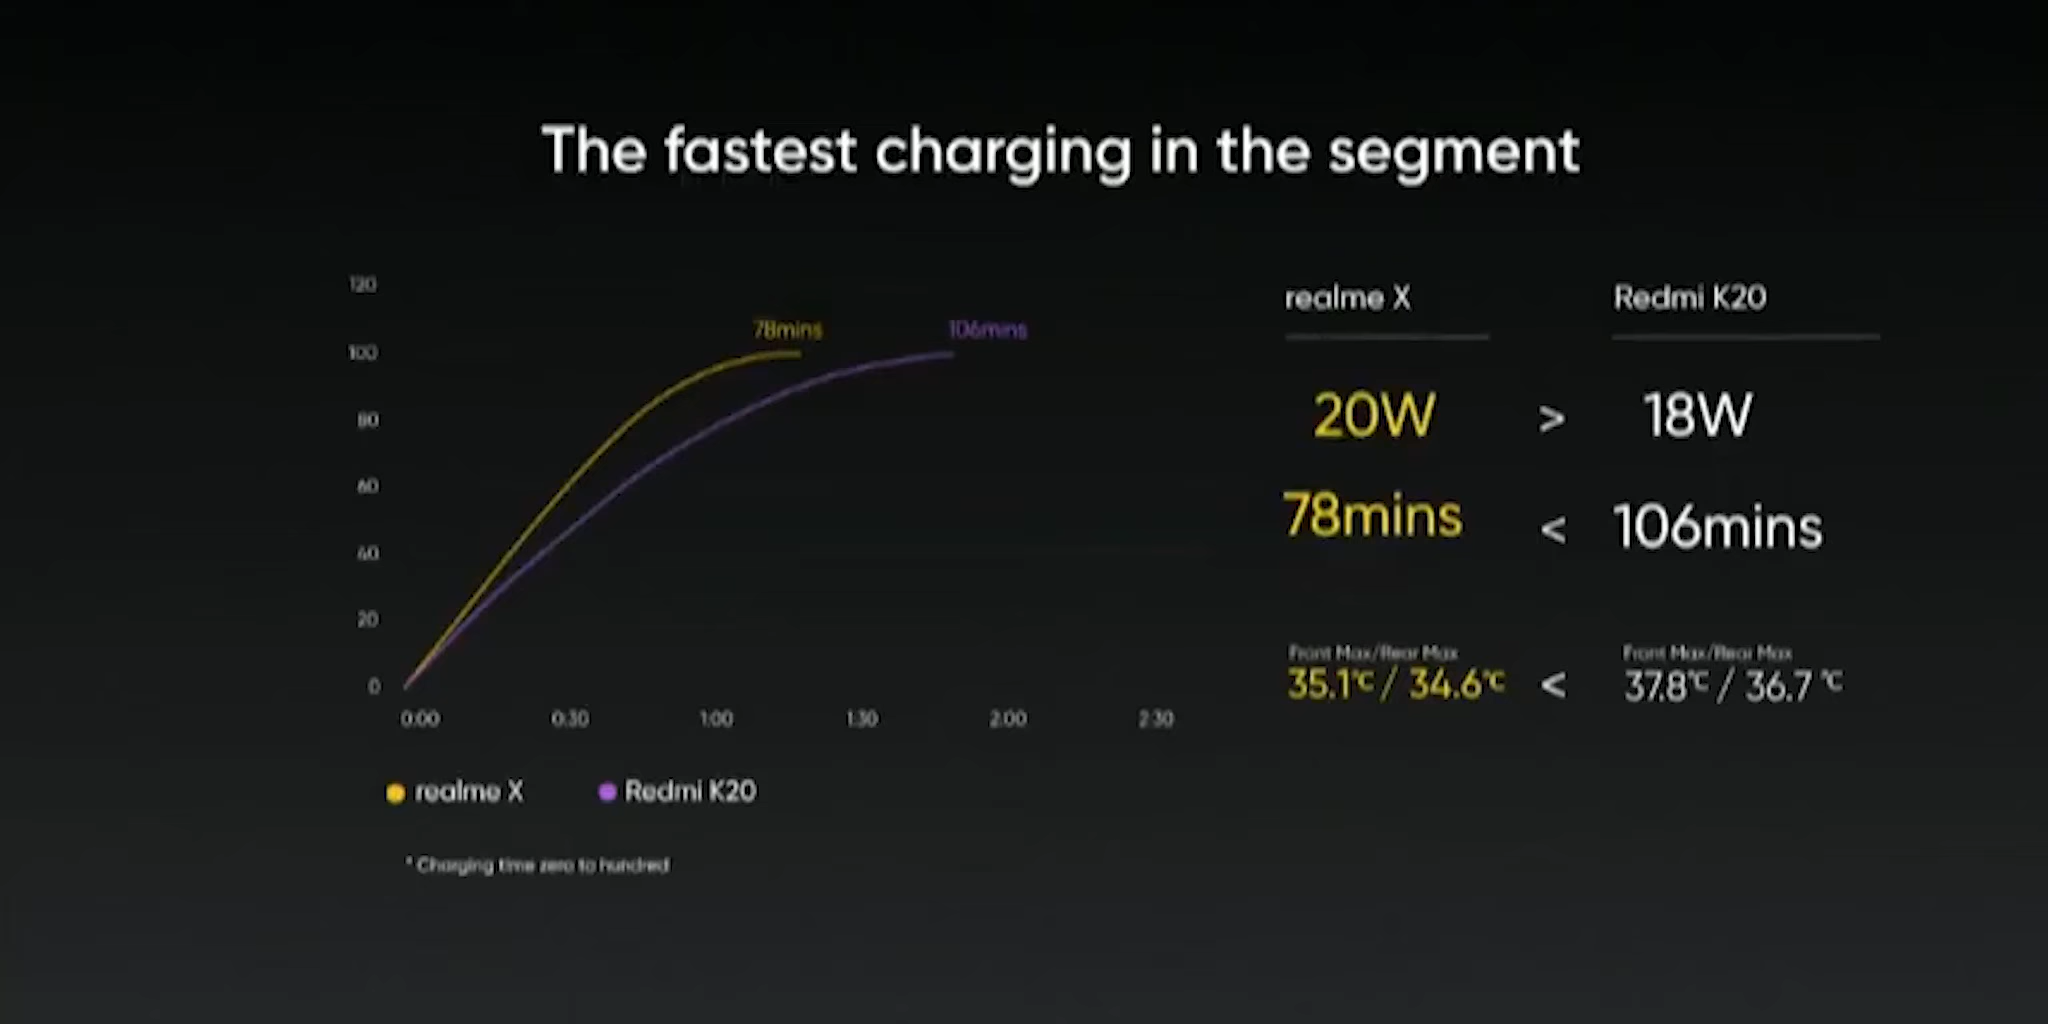 The fastest charging in the segment
120
100
80
60
40
20
0
78mins
106mins
0:00
0:30
1:00
1:30
2:00
2:30
realme X
Redmi K20
* Charging time zero to hundred
realme X
Redmi K20
20W > 18W
78mins < 106mins
Front Max/Rear Max
Front Max/Rear Max
35.1℃ / 34.6℃ < 37.8℃ / 36.7 ℃